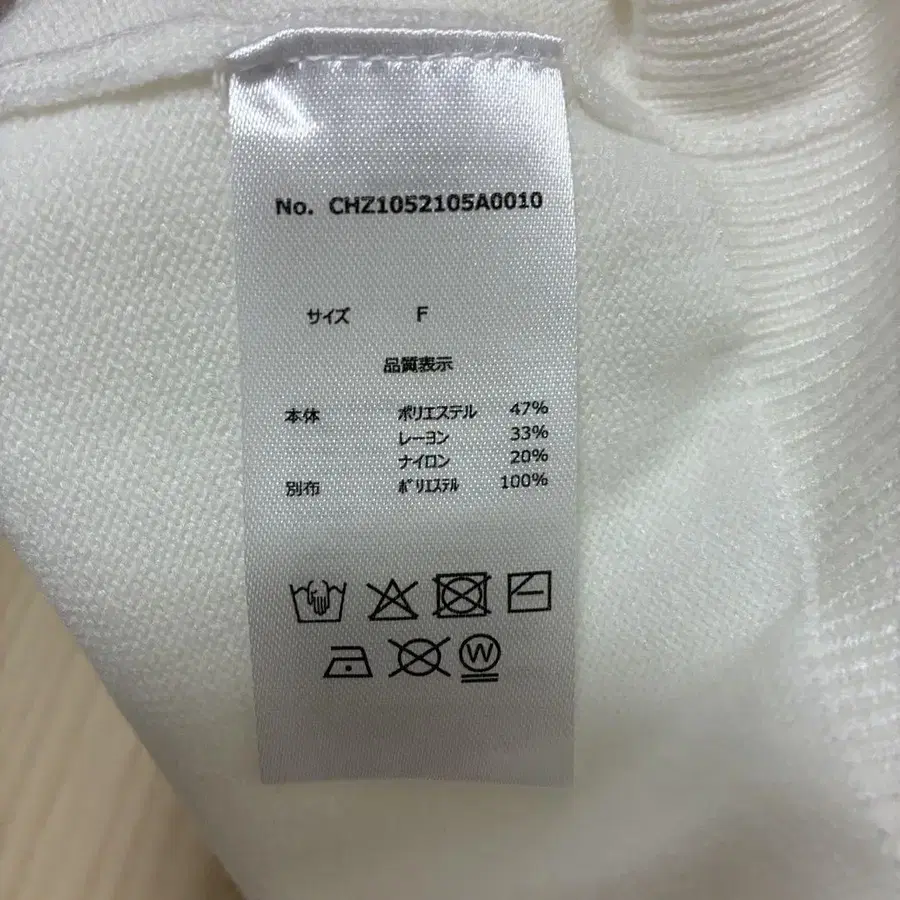 No. CHZ1052105A0010
サイズ F
品質表示
本体 ポリエステル 47%
レーヨン 33%
ナイロン 20%
別布 ﾎﾟﾘｴｽﾃﾙ 100%
W